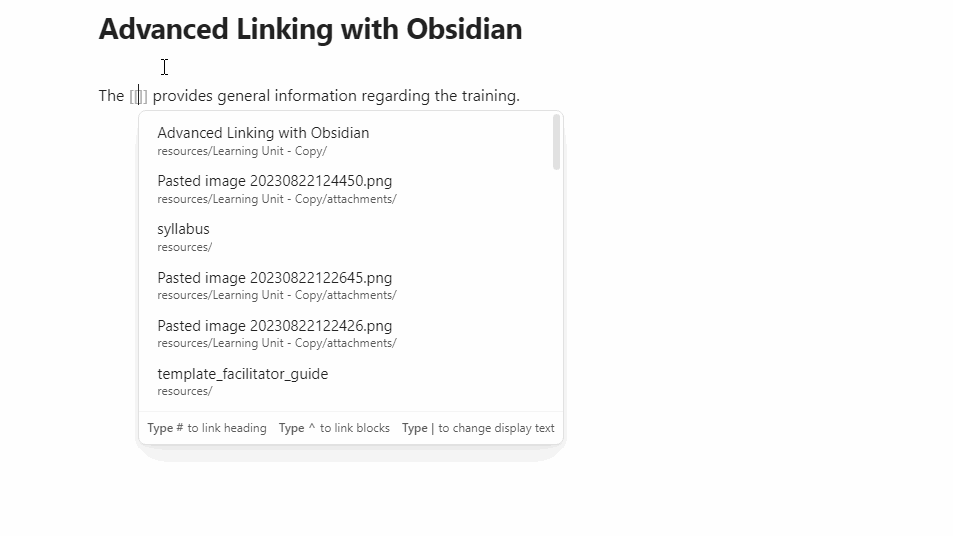 Advanced Linking with Obsidian
The [[]] provides general information regarding the training.
Advanced Linking with Obsidian
resources/Learning Unit - Copy/
Pasted image 20230822124450.png
resources/Learning Unit - Copy/attachments/
syllabus
resources/
Pasted image 20230822122645.png
resources/Learning Unit - Copy/attachments/
Pasted image 20230822122426.png
resources/Learning Unit - Copy/attachments/
template_facilitator_guide
resources/
Type # to link heading Type ^ to link blocks Type | to change display text